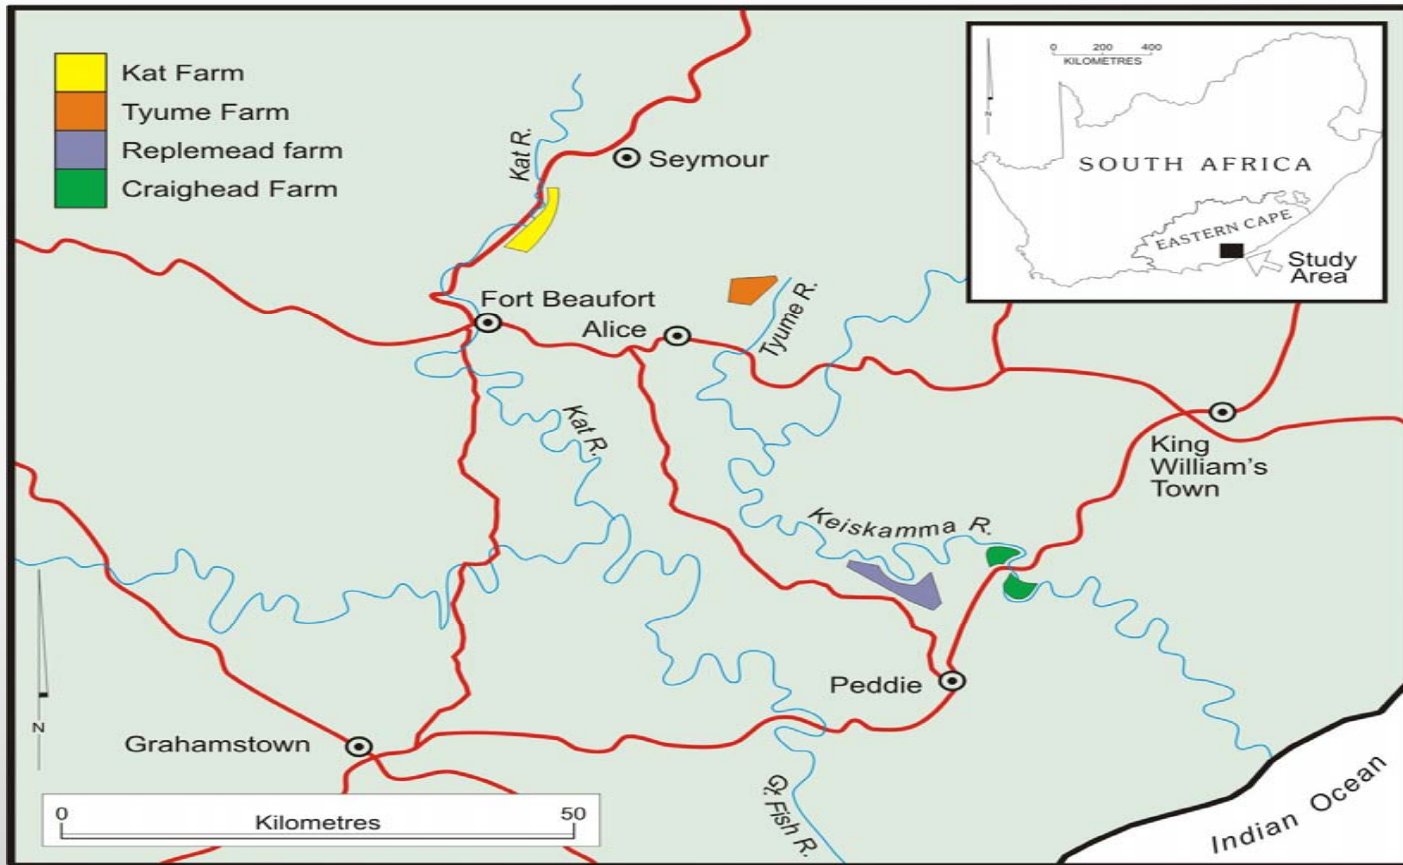 Kat Farm
Tyume Farm
Replemead farm
Craighead Farm
Kat R.
Seymour
N
0 200 400
KILOMETRES
SOUTH AFRICA
EASTERN CAPE
Study
Area
Fort Beaufort
Alice
Tyume R.
Kat R.
King
William's
Town
Keiskamma R.
Peddie
N
Grahamstown
Gt. Fish R.
Indian Ocean
0 50
Kilometres